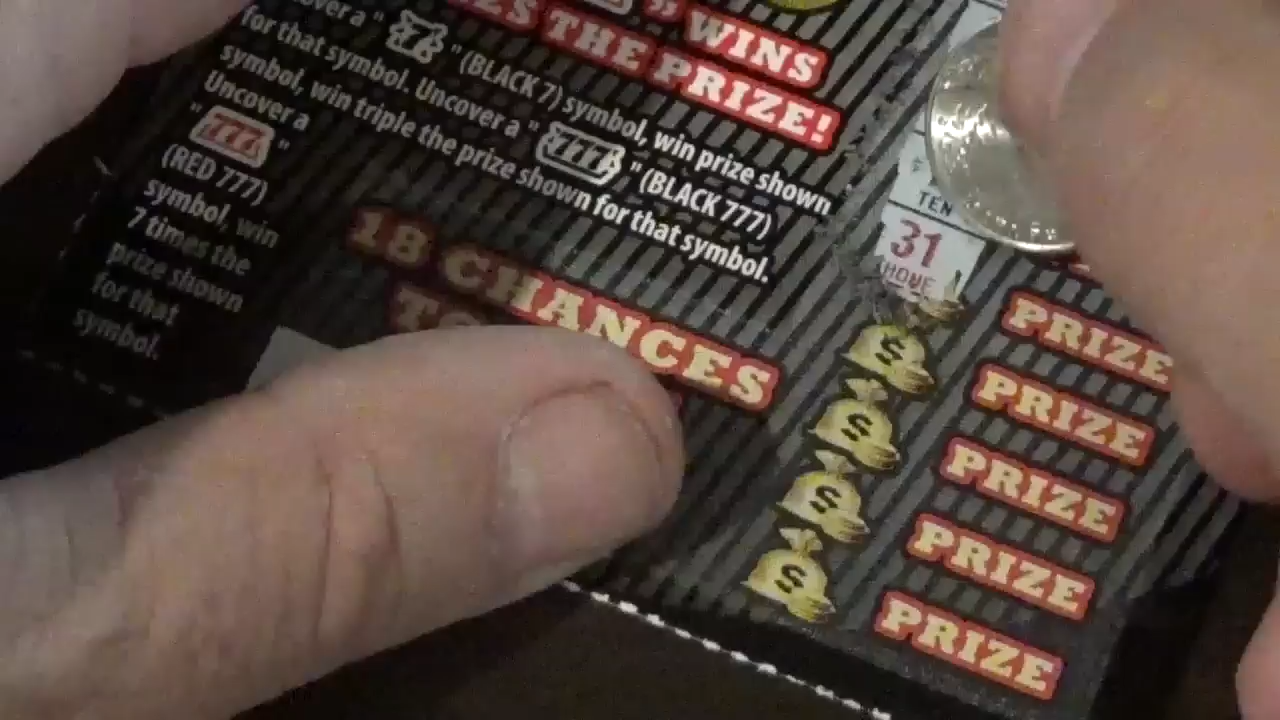 " WINS
THE PRIZE!
over a " 7 " (BLACK 7) symbol, win prize shown
for that symbol. Uncover a " 777 " (BLACK 777)
symbol, win triple the prize shown for that symbol.
Uncover a
" 777 "
(RED 777)
symbol, win
7 times the
prize shown
for that
symbol.
18 CHANCES
TEN
31
PRIZE
PRIZE
PRIZE
PRIZE
PRIZE